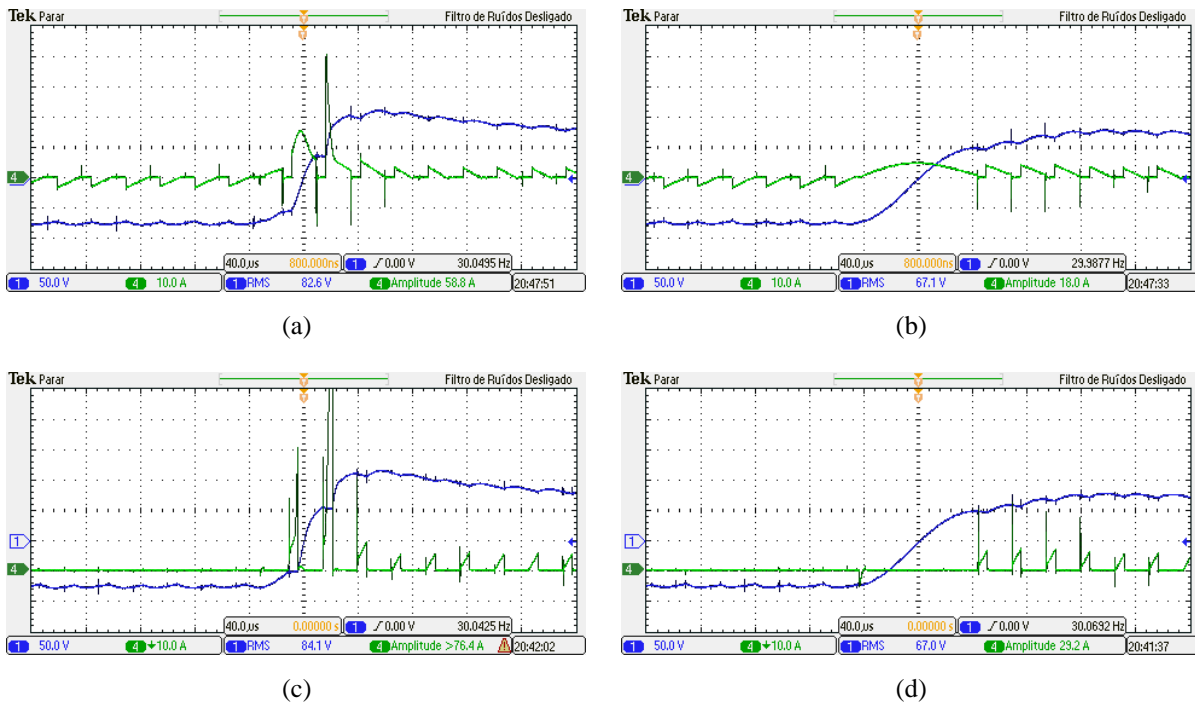 Tek Parar Filtro de Ruídos Desligado
4
40.0µs 800.000ns 1 0.00 V 30.0495 Hz
1 50.0 V 4 10.0 A 1 RMS 82.6 V 4 Amplitude 58.8 A 20:47:51
(a)
Tek Parar Filtro de Ruídos Desligado
4
40.0µs 800.000ns 1 0.00 V 29.9877 Hz
1 50.0 V 4 10.0 A 1 RMS 67.1 V 4 Amplitude 18.0 A 20:47:33
(b)
Tek Parar Filtro de Ruídos Desligado
1
4
40.0µs 0.00000 s 1 0.00 V 30.0425 Hz
1 50.0 V 4 10.0 A 1 RMS 84.1 V 4 Amplitude >76.4 A 20:42:02
(c)
Tek Parar Filtro de Ruídos Desligado
1
4
40.0µs 0.00000 s 1 0.00 V 30.0692 Hz
1 50.0 V 4 10.0 A 1 RMS 67.0 V 4 Amplitude 29.2 A 20:41:37
(d)